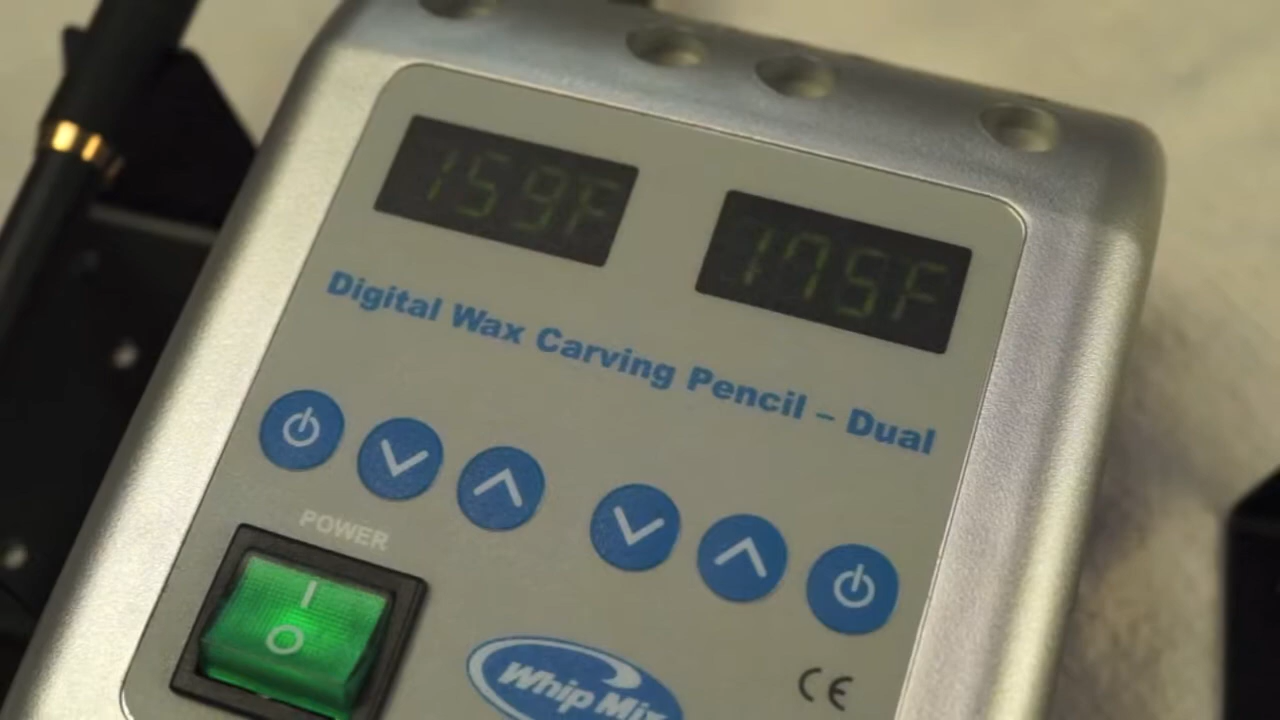 159F
175F
Digital Wax Carving Pencil – Dual
POWER
I
O
Whip Mix
CE